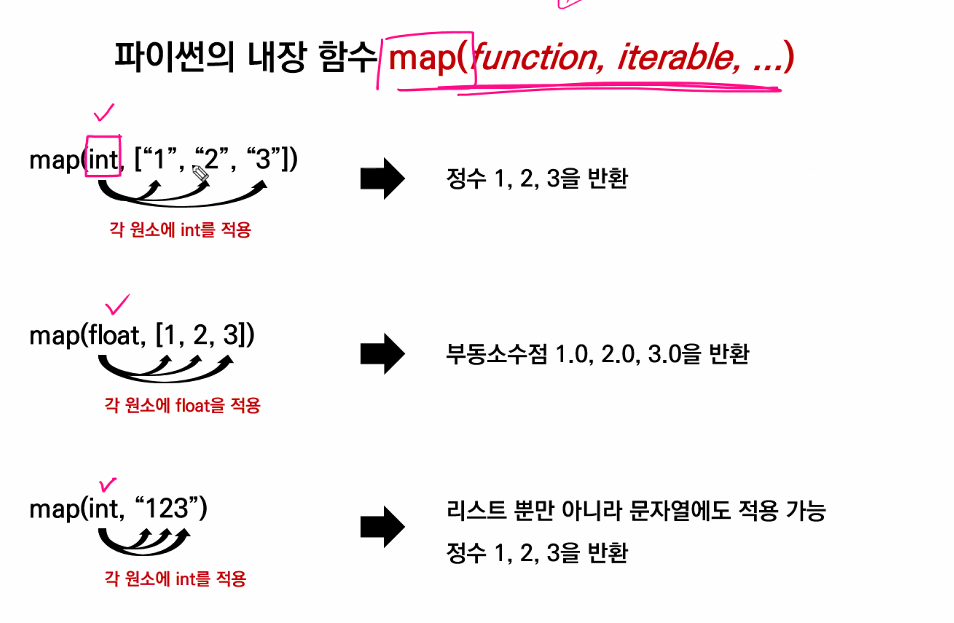 파이썬의 내장 함수 map(function, iterable, ...)
map(int, [“1”, “2”, “3”])
각 원소에 int를 적용
정수 1, 2, 3을 반환
map(float, [1, 2, 3])
각 원소에 float을 적용
부동소수점 1.0, 2.0, 3.0을 반환
map(int, “123”)
각 원소에 int를 적용
리스트 뿐만 아니라 문자열에도 적용 가능
정수 1, 2, 3을 반환